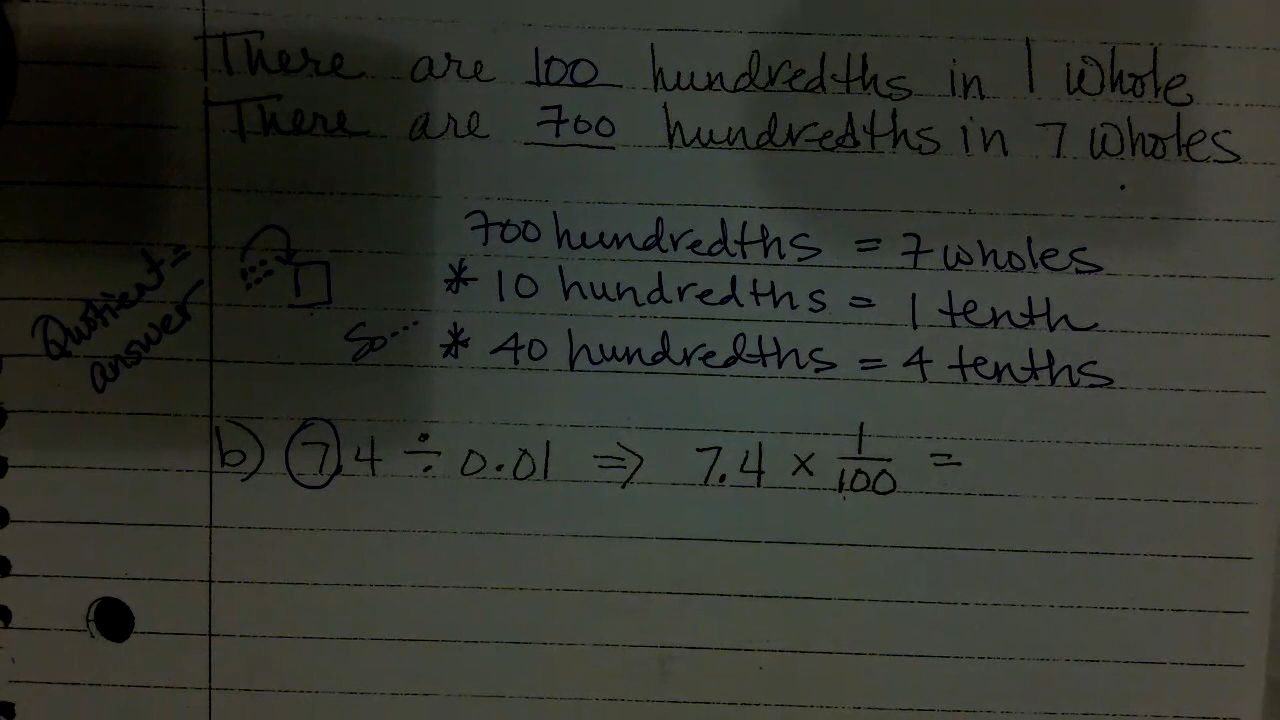 There are 100 hundredths in 1 whole
There are 700 hundredths in 7 wholes
700 hundredths = 7 wholes
* 10 hundredths = 1 tenth
So... * 40 hundredths = 4 tenths
Quotient =
answer
b) 7.4 ÷ 0.01 ⇒ 7.4 × 1/100 =